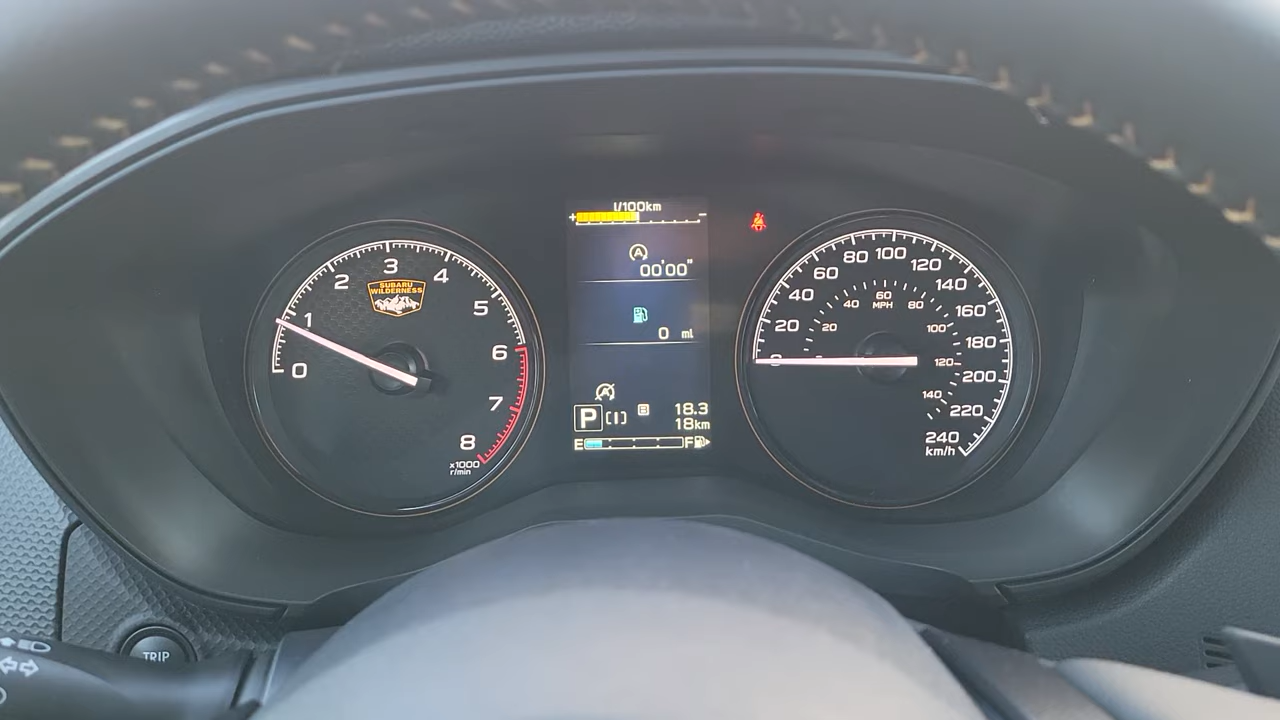 0
1
2
3
4
5
6
7
8
x1000
r/min
SUBARU
WILDERNESS
l/100km
+ −
A
00'00"
0 ml
A
P
B
18.3
18km
E F
0
20
40
60
80
100
120
140
160
180
200
220
240
km/h
20
40
60
80
100
120
140
MPH
TRIP